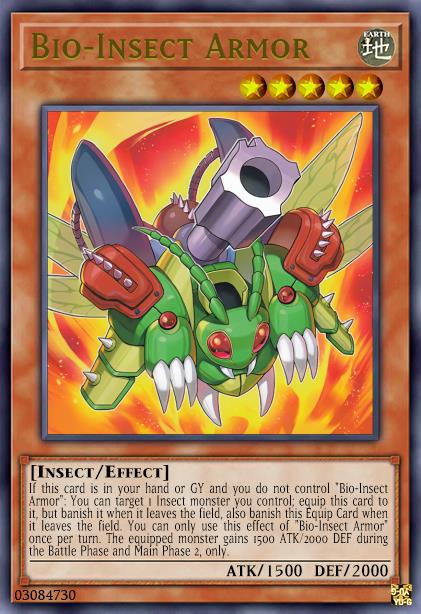 BIO-INSECT ARMOR
EARTH
地
[INSECT/EFFECT]
If this card is in your hand or GY and you do not control "Bio-Insect
Armor": You can target 1 Insect monster you control; equip this card to
it, but banish it when it leaves the field, also banish this Equip Card when
it leaves the field. You can only use this effect of "Bio-Insect Armor"
once per turn. The equipped monster gains 1500 ATK/2000 DEF during
the Battle Phase and Main Phase 2, only.
ATK/1500 DEF/2000
03084730